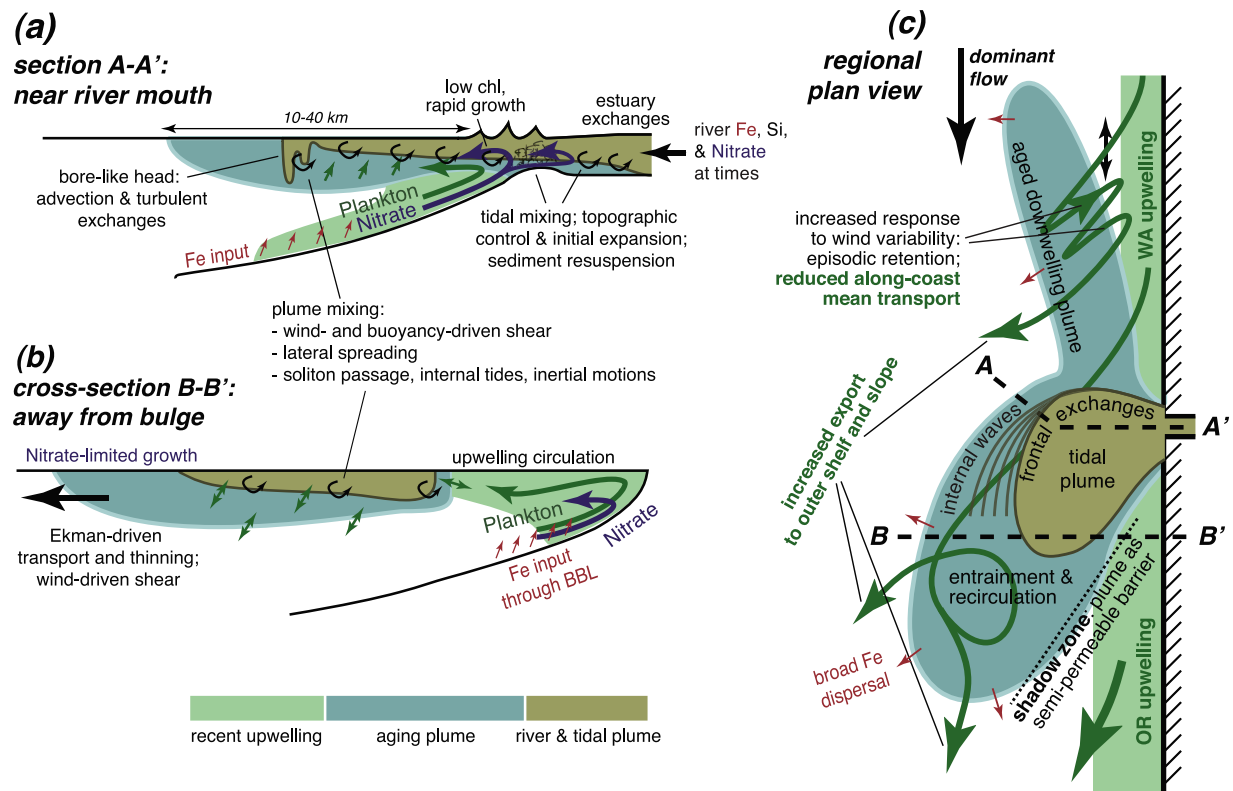 (a)
section A-A':
near river mouth
10-40 km
low chl,
rapid growth
estuary
exchanges
river Fe, Si,
& Nitrate
at times
bore-like head:
advection & turbulent
exchanges
Plankton
Nitrate
Fe input
tidal mixing; topographic
control & initial expansion;
sediment resuspension
plume mixing:
- wind- and buoyancy-driven shear
- lateral spreading
- soliton passage, internal tides, inertial motions
(b)
cross-section B-B':
away from bulge
Nitrate-limited growth
upwelling circulation
Plankton
Nitrate
Ekman-driven
transport and thinning;
wind-driven shear
Fe input
through BBL
recent upwelling
aging plume
river & tidal plume
(c)
regional
plan view
dominant
flow
aged downwelling plume
WA upwelling
increased response
to wind variability:
episodic retention;
reduced along-coast
mean transport
increased export
to outer shelf and slope
A
A'
internal waves
frontal exchanges
tidal
plume
B
B'
entrainment &
recirculation
broad Fe
dispersal
shadow zone: plume as
semi-permeable barrier
OR upwelling